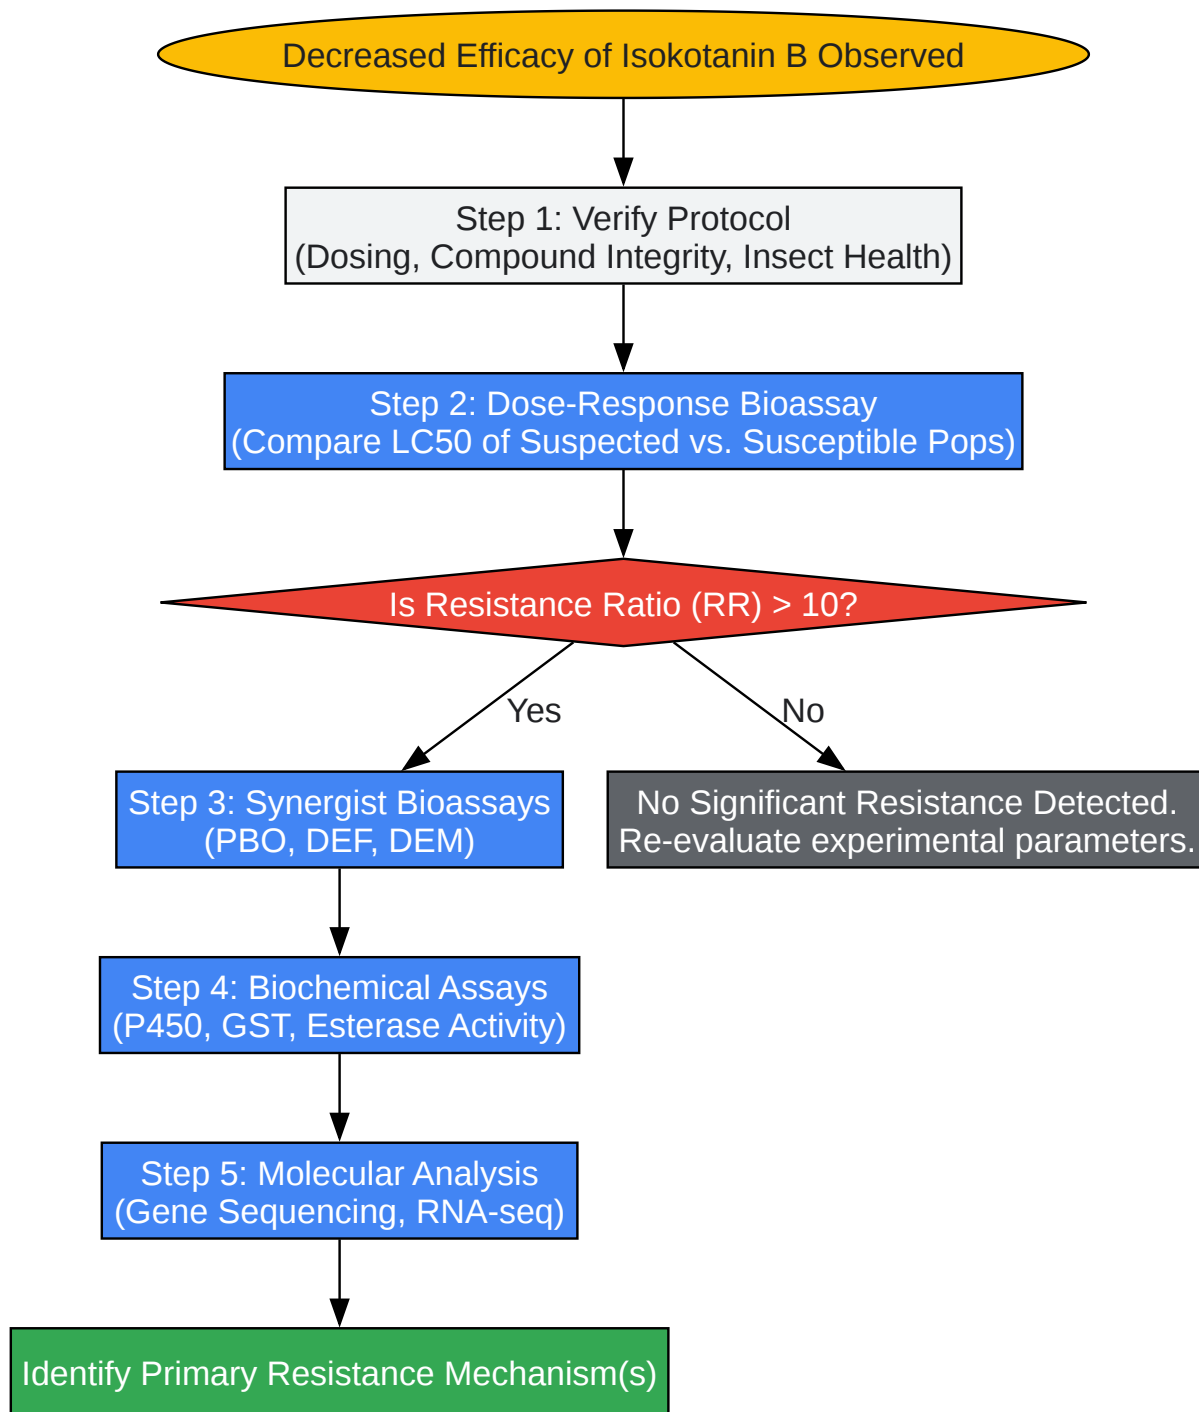 Decreased Efficacy of Isokotanin B Observed
Step 1: Verify Protocol
(Dosing, Compound Integrity, Insect Health)
Step 2: Dose-Response Bioassay
(Compare LC50 of Suspected vs. Susceptible Pops)
Is Resistance Ratio (RR) > 10?
Yes
No
Step 3: Synergist Bioassays
(PBO, DEF, DEM)
No Significant Resistance Detected.
Re-evaluate experimental parameters.
Step 4: Biochemical Assays
(P450, GST, Esterase Activity)
Step 5: Molecular Analysis
(Gene Sequencing, RNA-seq)
Identify Primary Resistance Mechanism(s)